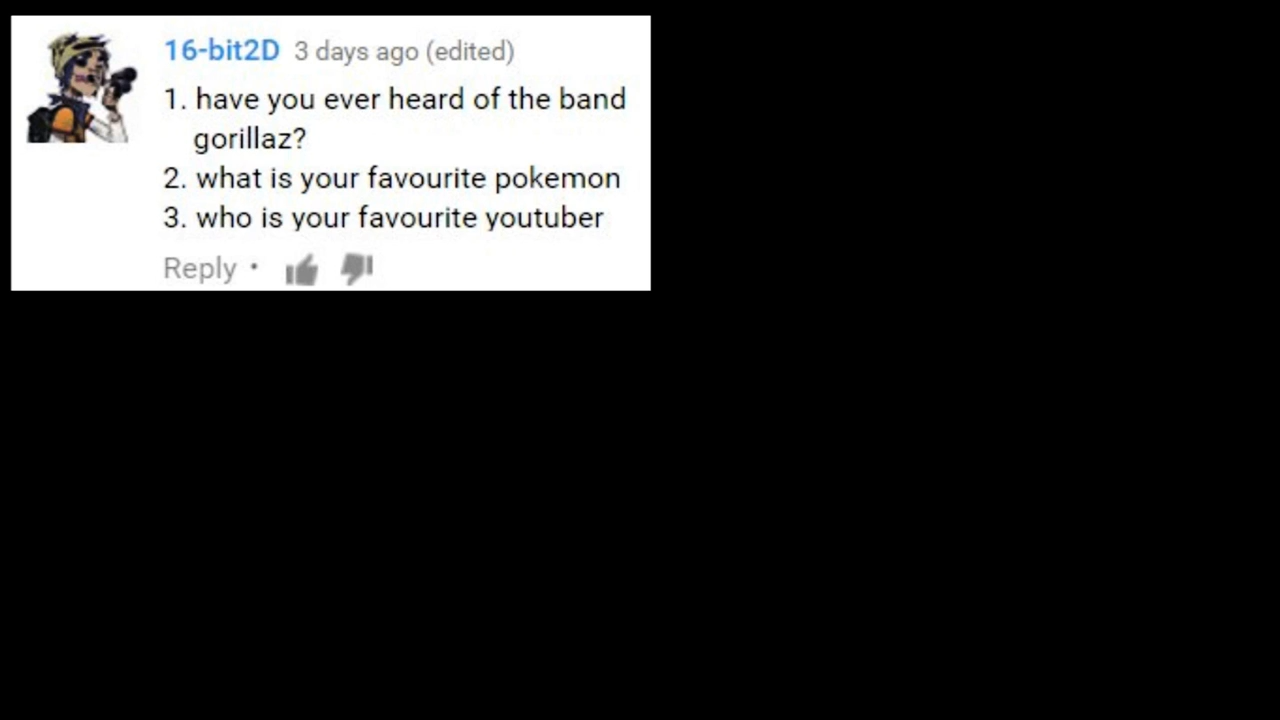 16-bit2D 3 days ago (edited)
1. have you ever heard of the band
gorillaz?
2. what is your favourite pokemon
3. who is your favourite youtuber
Reply •